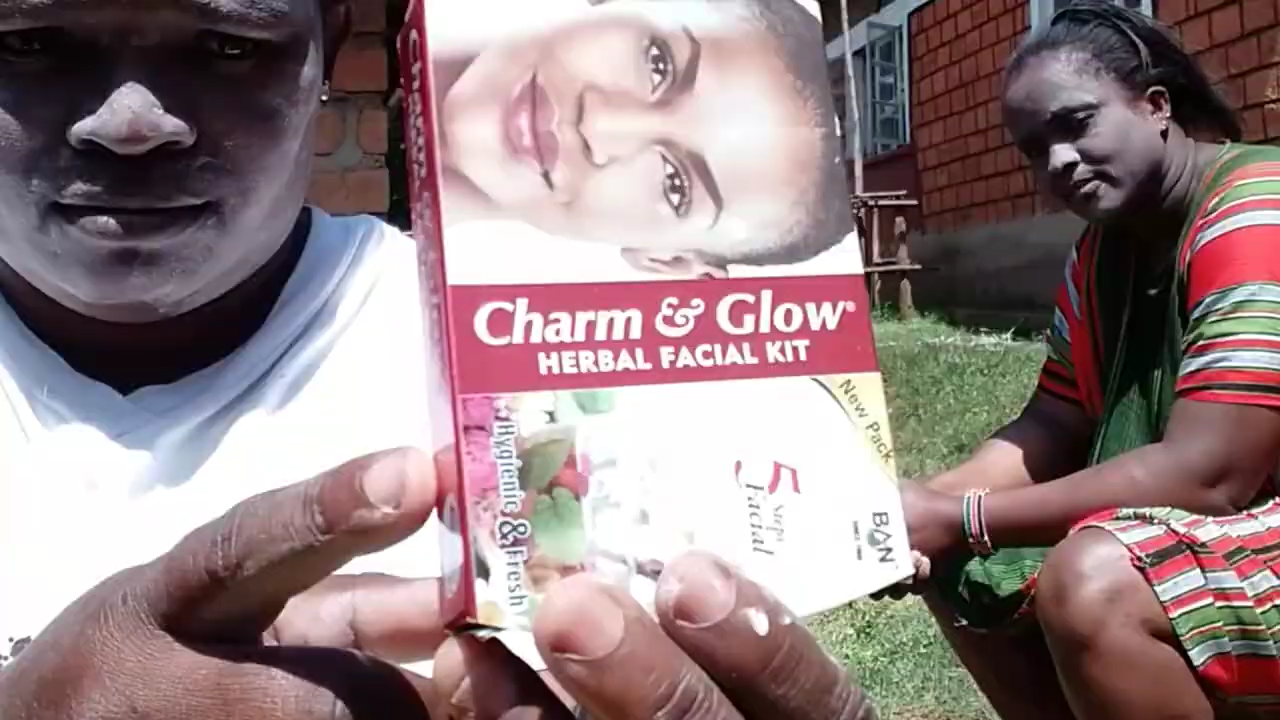 Charm & Glow®
HERBAL FACIAL KIT
New Pack
Hygienic & Fresh
5 steps
Facial
BAN